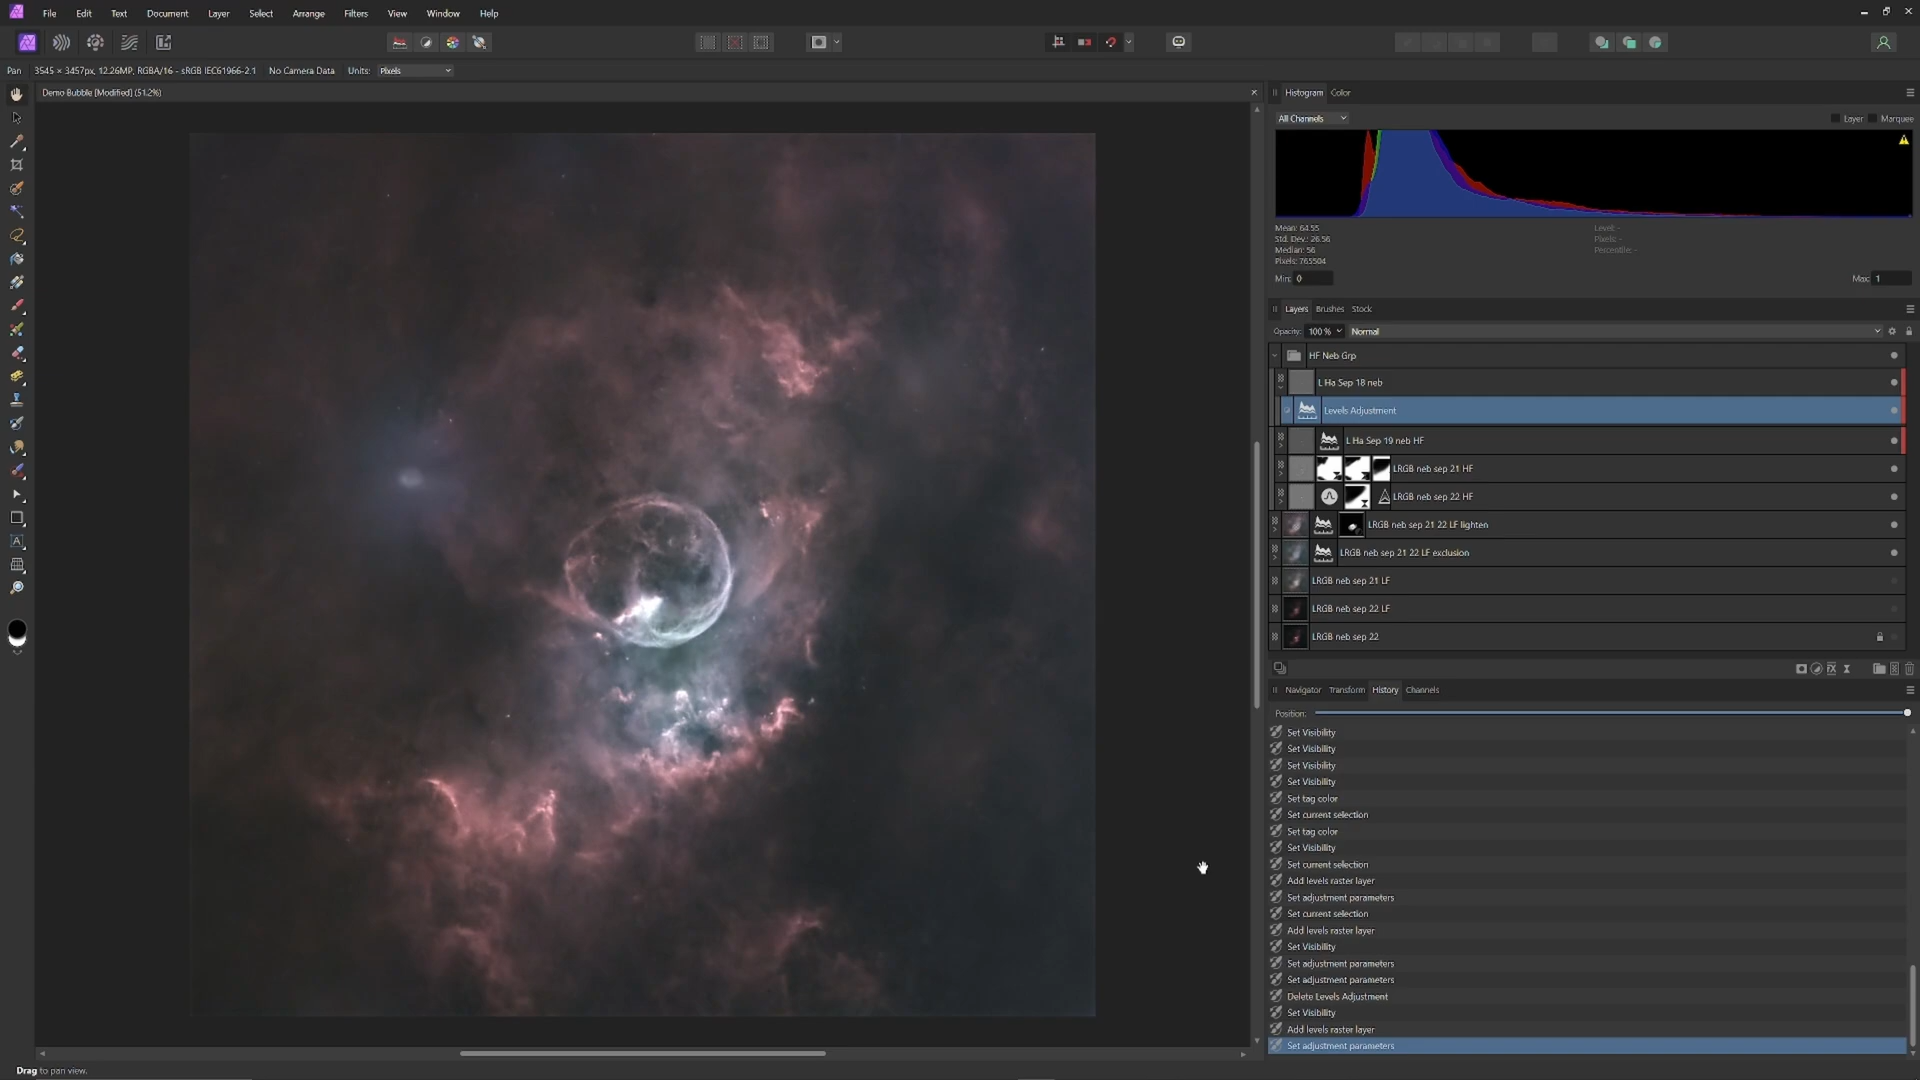 File Edit Text Document Layer Select Arrange Filters View Window Help
Pan 3545 × 3457px, 12.26MP, RGBA/16 - sRGB IEC61966-2.1 No Camera Data Units: Pixels
Demo Bubble [Modified] (51.2%)
Histogram Color
All Channels Layer Marquee
Mean: 64.55 Level: -
Std. Dev.: 26.56 Pixels: -
Median: 56 Percentile: -
Pixels: 765504
Min: 0 Max: 1
Layers Brushes Stock
Opacity: 100 % Normal
HF Neb Grp
L Ha Sep 18 neb
Levels Adjustment
L Ha Sep 19 neb HF
LRGB neb sep 21 HF
LRGB neb sep 22 HF
LRGB neb sep 21 22 LF lighten
LRGB neb sep 21 22 LF exclusion
LRGB neb sep 21 LF
LRGB neb sep 22 LF
LRGB neb sep 22
Navigator Transform History Channels
Position:
Set Visibility
Set Visibility
Set Visibility
Set Visibility
Set tag color
Set current selection
Set tag color
Set Visibility
Set current selection
Add levels raster layer
Set adjustment parameters
Set current selection
Add levels raster layer
Set Visibility
Set adjustment parameters
Set adjustment parameters
Delete Levels Adjustment
Set Visibility
Add levels raster layer
Set adjustment parameters
Drag to pan view.